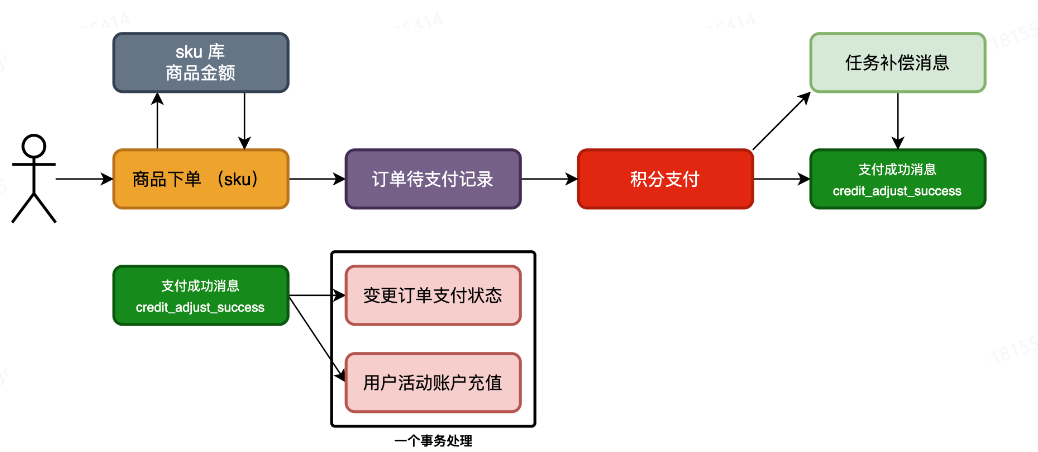 sku 库
商品金额
任务补偿消息
商品下单 （sku）
订单待支付记录
积分支付
支付成功消息
credit_adjust_success
支付成功消息
credit_adjust_success
变更订单支付状态
用户活动账户充值
一个事务处理